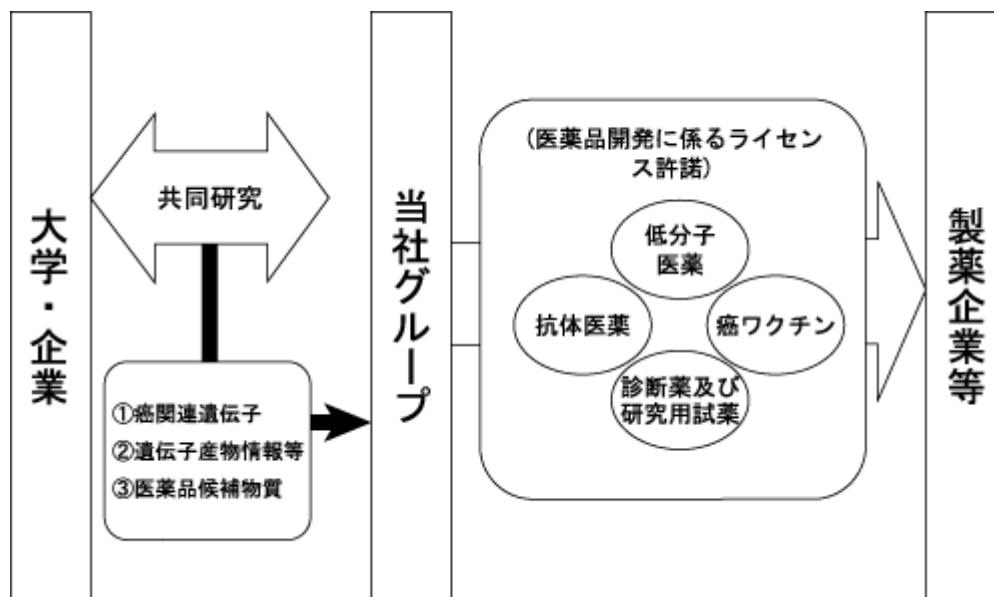 大学・企業
共同研究
①癌関連遺伝子
②遺伝子産物情報等
③医薬品候補物質
当社グループ
(医薬品開発に係るライセン
ス許諾)
低分子
医薬
抗体医薬
癌ワクチン
診断薬及び
研究用試薬
製薬企業等